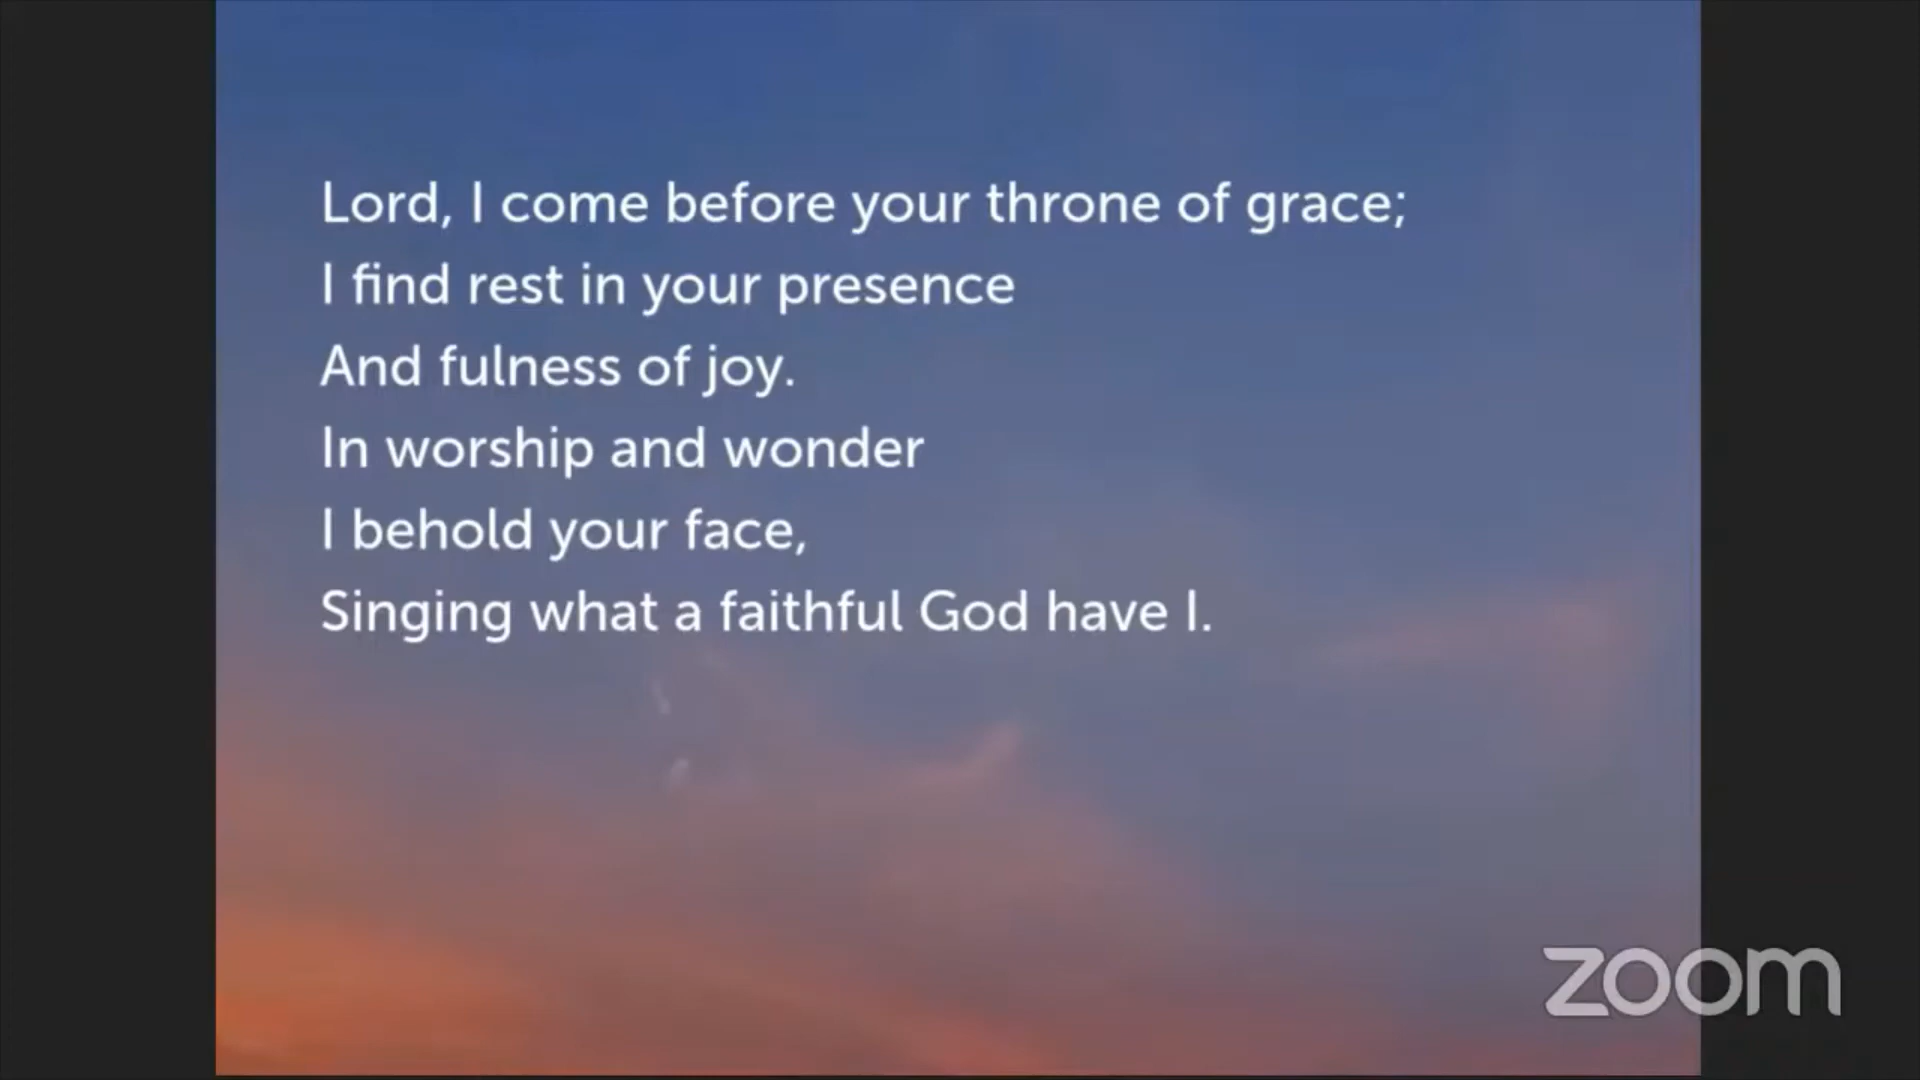 Lord, I come before your throne of grace;
I find rest in your presence
And fulness of joy.
In worship and wonder
I behold your face,
Singing what a faithful God have I.
zoom